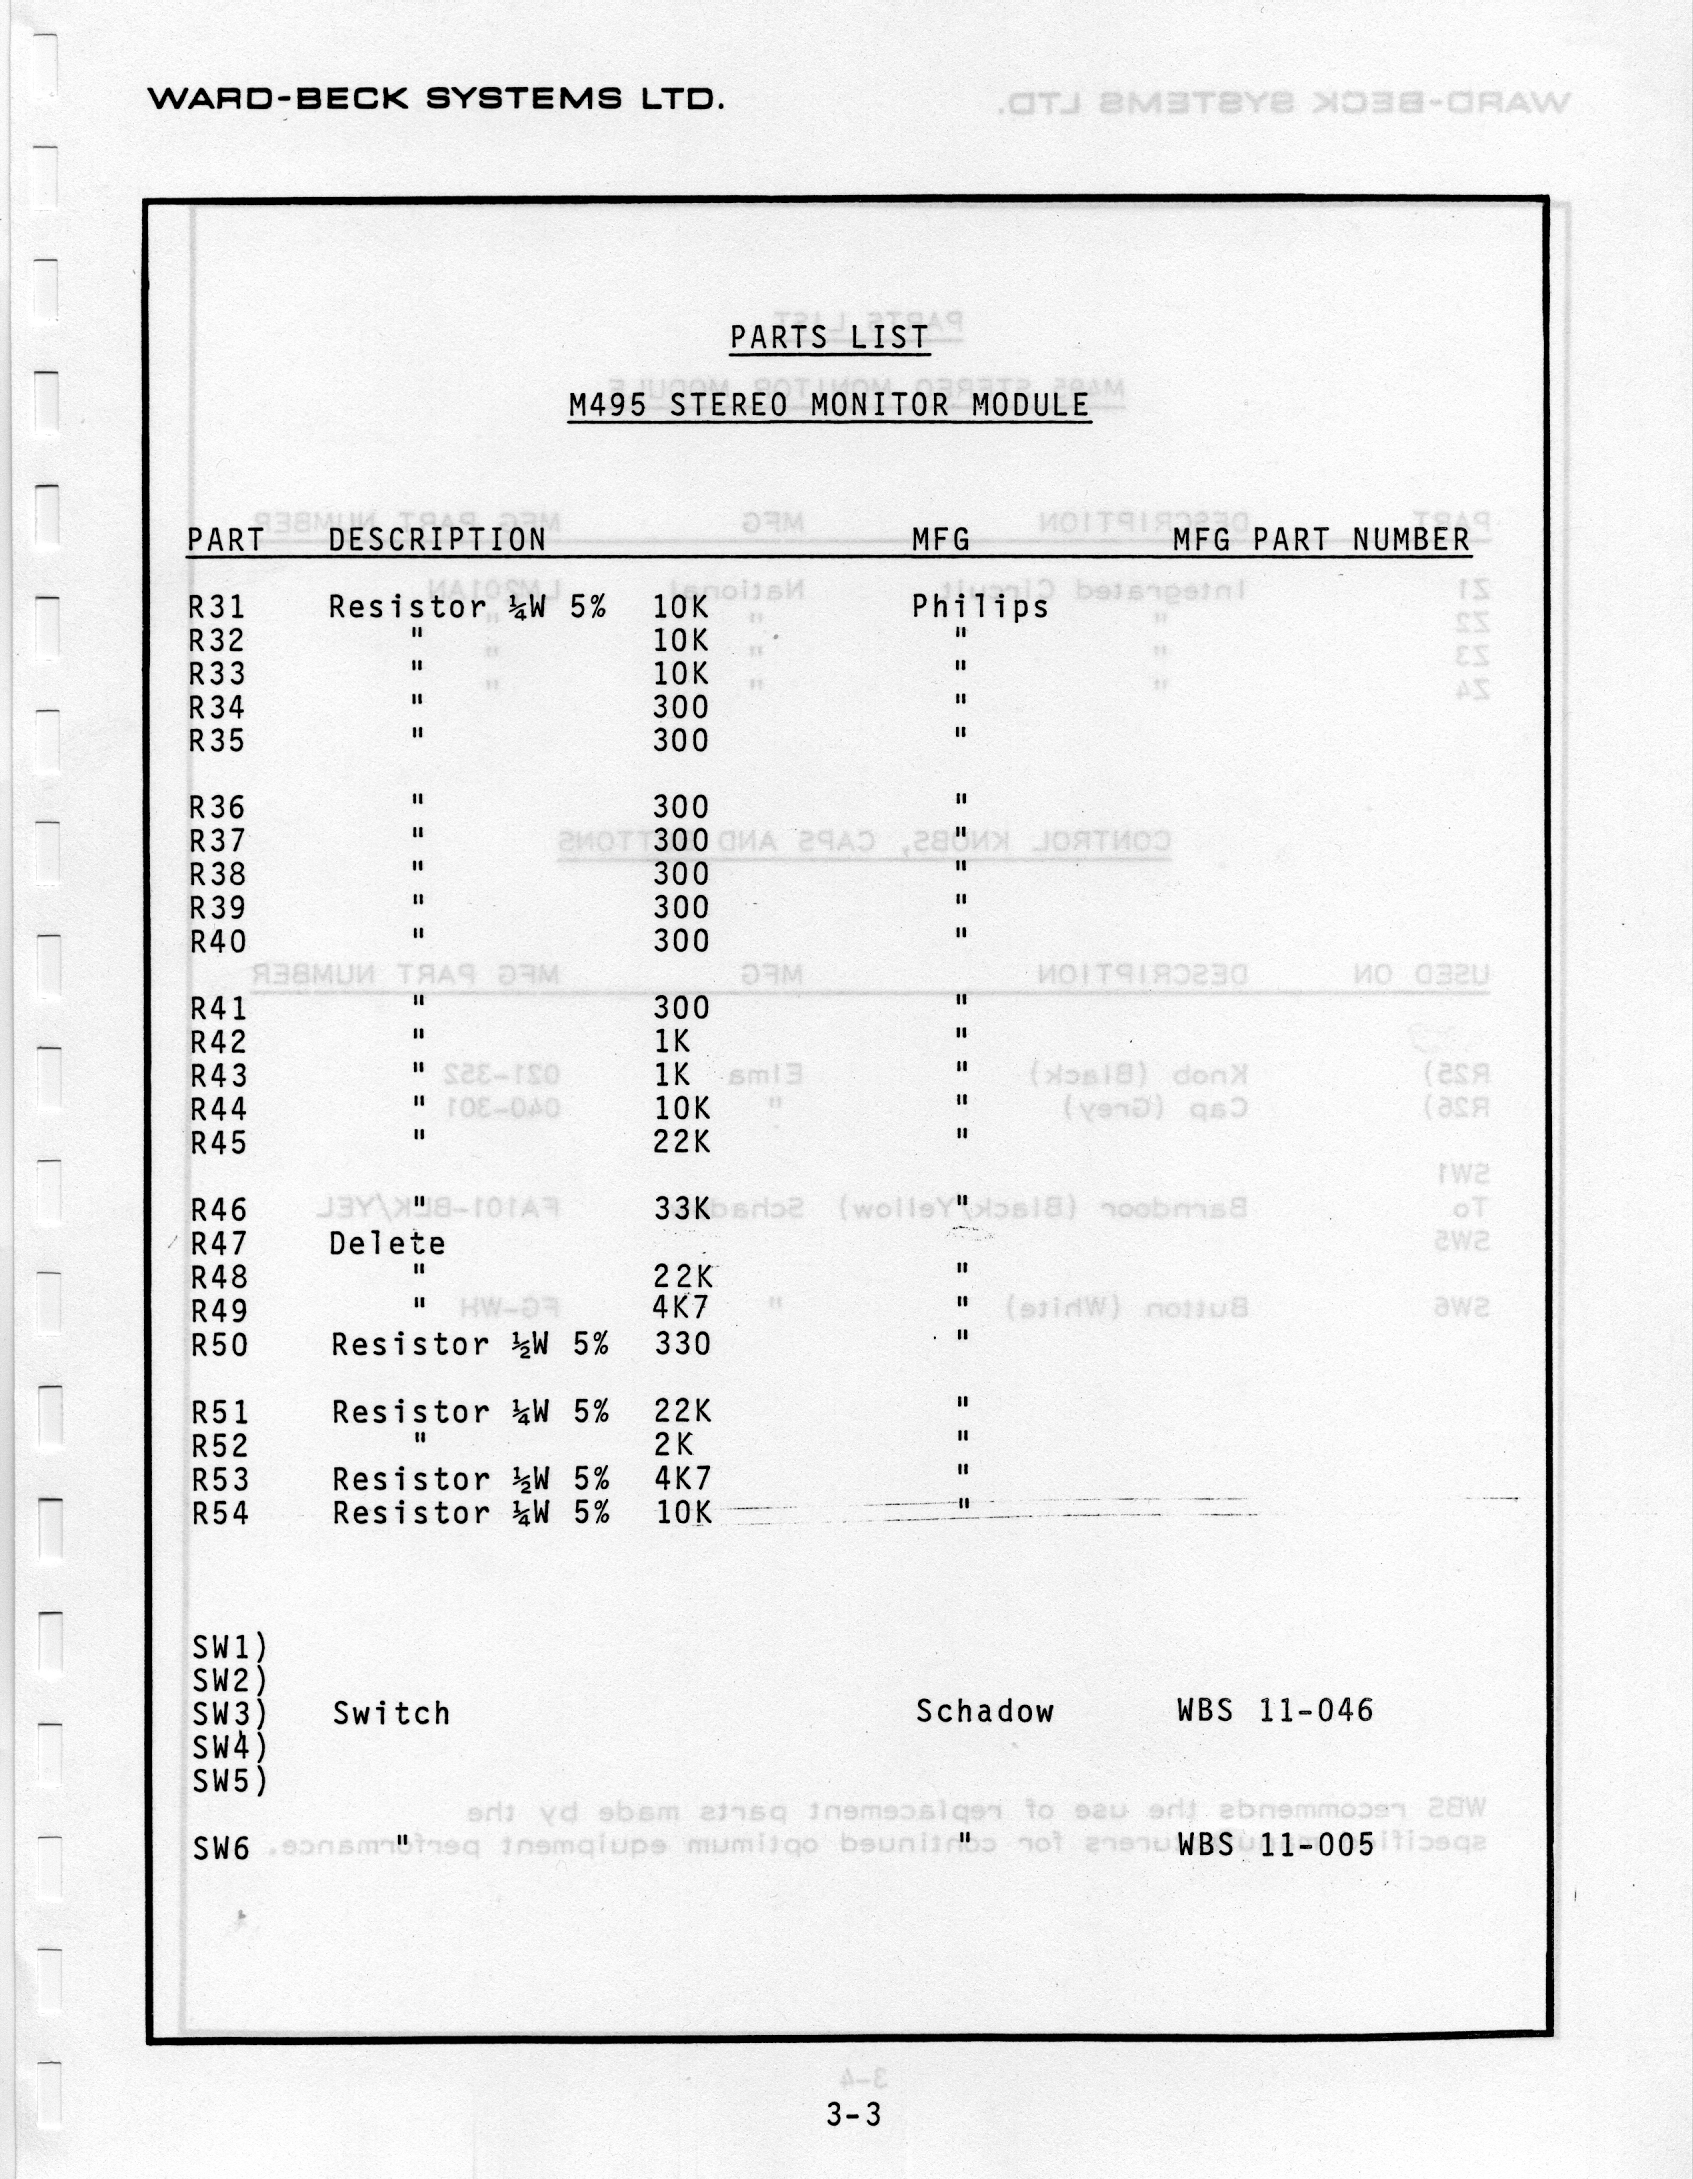 WARD-BECK SYSTEMS LTD.
PARTS LIST
M495 STEREO MONITOR MODULE
PART DESCRIPTION MFG MFG PART NUMBER
R31 Resistor ¼W 5% 10K Philips
R32 " 10K "
R33 " 10K "
R34 " 300 "
R35 " 300 "
R36 " 300 "
R37 " 300 "
R38 " 300 "
R39 " 300 "
R40 " 300 "
R41 " 300 "
R42 " 1K "
R43 " 1K "
R44 " 10K "
R45 " 22K "
R46 " 33K "
R47 Delete
R48 " 22K "
R49 " 4K7 "
R50 Resistor ½W 5% 330 "
R51 Resistor ¼W 5% 22K "
R52 " 2K "
R53 Resistor ½W 5% 4K7 "
R54 Resistor ¼W 5% 10K "
SW1)
SW2)
SW3) Switch Schadow WBS 11-046
SW4)
SW5)
SW6 " " WBS 11-005
3-3